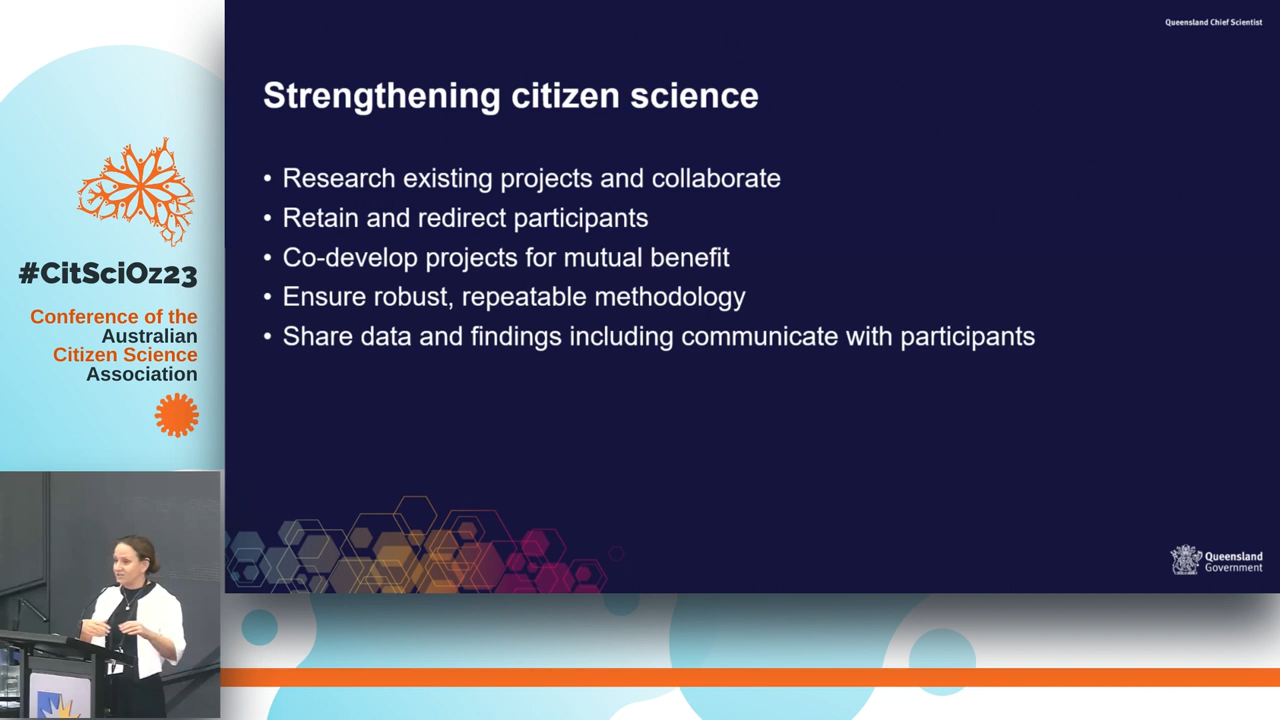 Queensland Chief Scientist
Strengthening citizen science
• Research existing projects and collaborate
• Retain and redirect participants
• Co-develop projects for mutual benefit
• Ensure robust, repeatable methodology
• Share data and findings including communicate with participants
#CitSciOz23
Conference of the
Australian
Citizen Science
Association
Queensland
Government